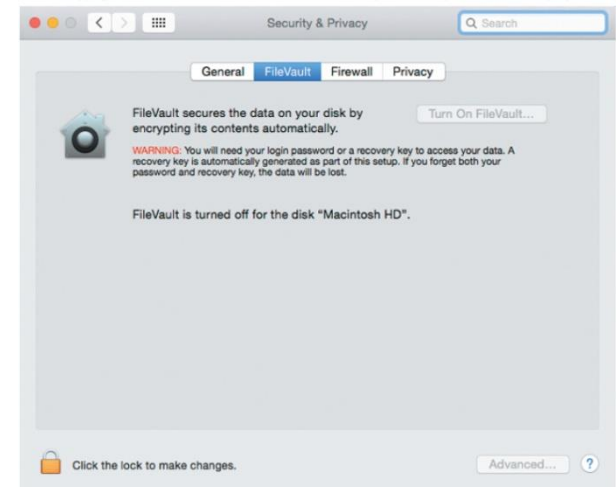 Security & Privacy
Search
General FileVault Firewall Privacy
FileVault secures the data on your disk by
encrypting its contents automatically.
Turn On FileVault...
WARNING: You will need your login password or a recovery key to access your data. A
recovery key is automatically generated as part of this setup. If you forget both your
password and recovery key, the data will be lost.
FileVault is turned off for the disk "Macintosh HD".
Click the lock to make changes.
Advanced...
?